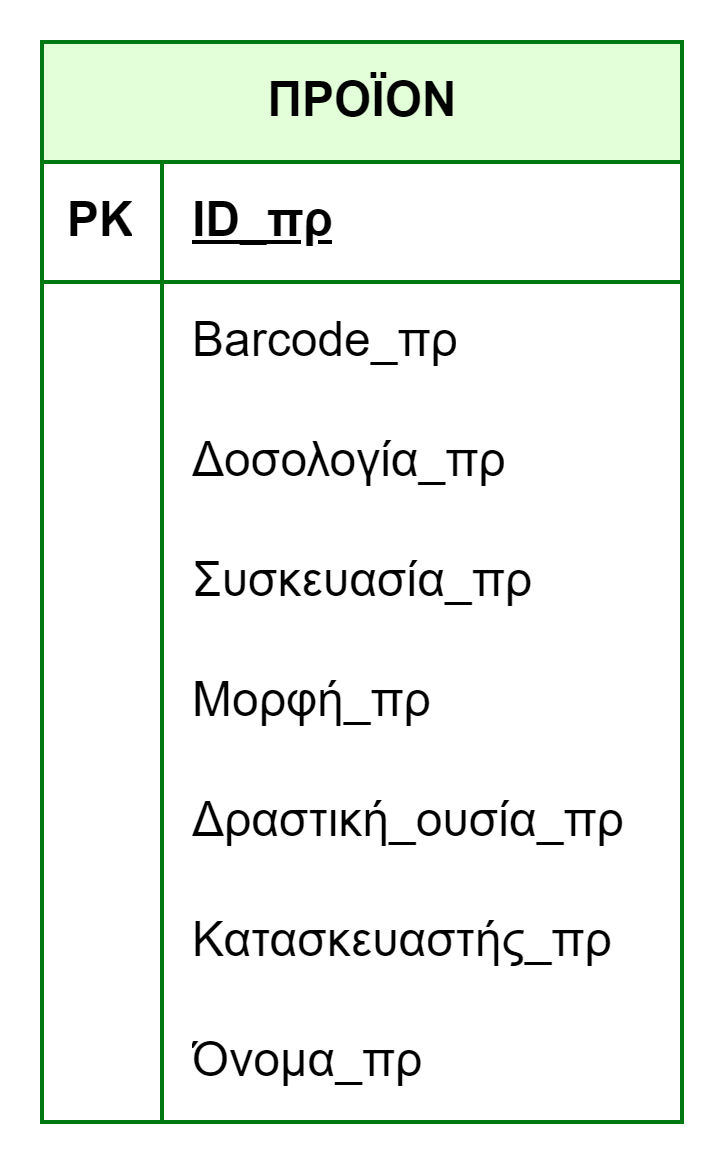 ΠΡΟΪΟΝ
PK ID_πρ
Barcode_πρ
Δοσολογία_πρ
Συσκευασία_πρ
Μορφή_πρ
Δραστική_ουσία_πρ
Κατασκευαστής_πρ
Όνομα_πρ